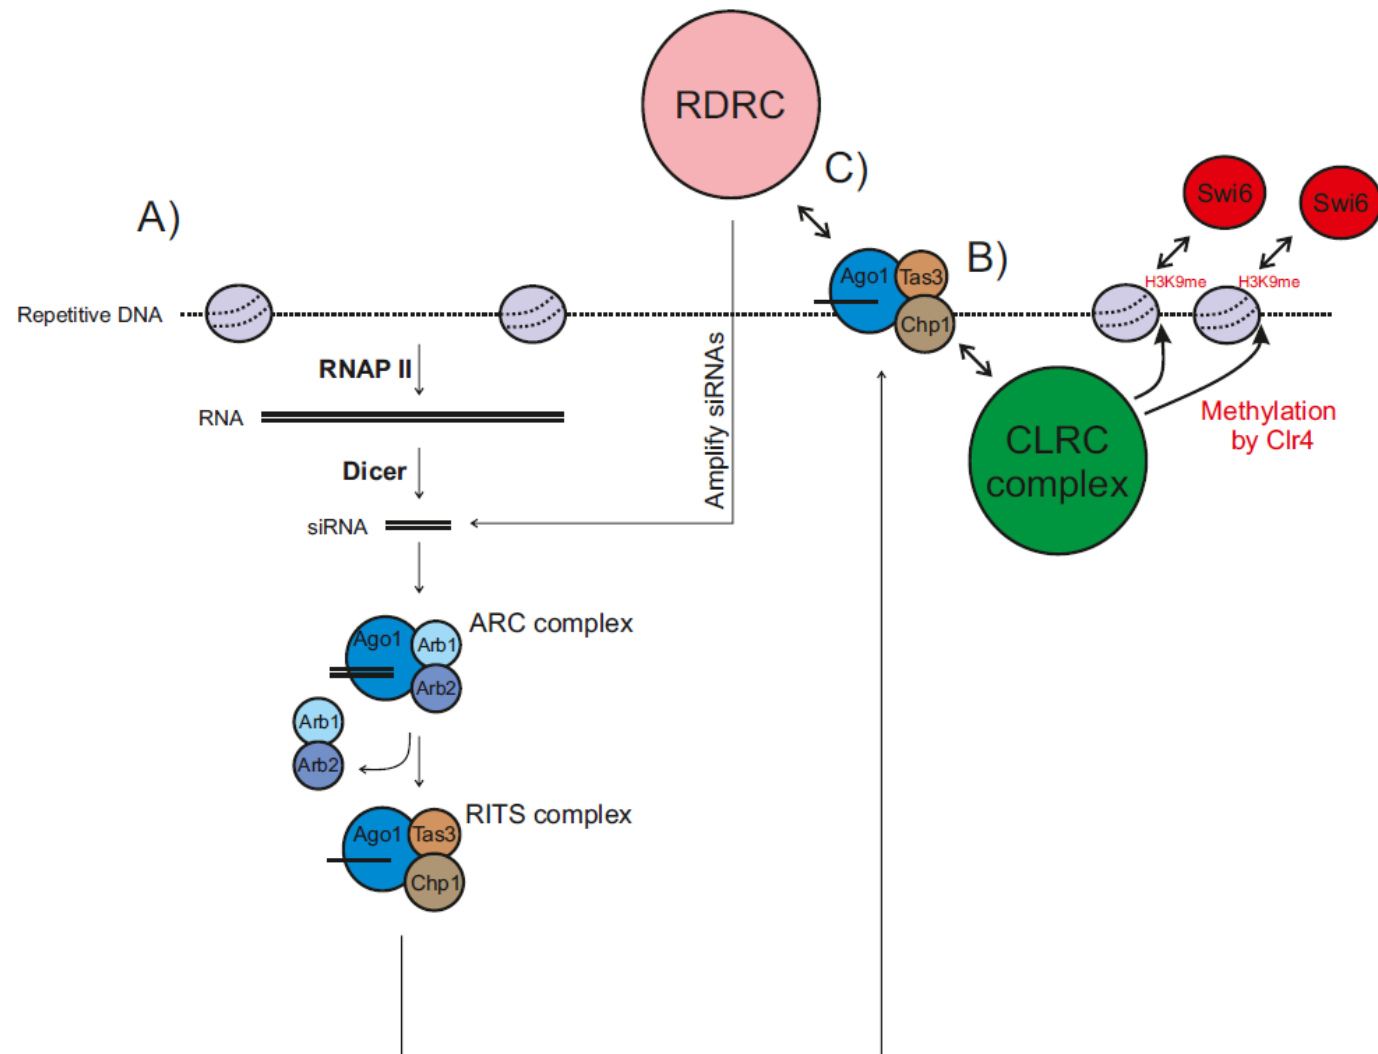 RDRC
C)
A)
Swi6
Swi6
B)
Ago1
Tas3
Chp1
H3K9me
H3K9me
Repetitive DNA
RNAP II
RNA
Amplify siRNAs
Methylation
by Clr4
CLRC
complex
Dicer
siRNA
ARC complex
Ago1
Arb1
Arb2
Arb1
Arb2
RITS complex
Ago1
Tas3
Chp1